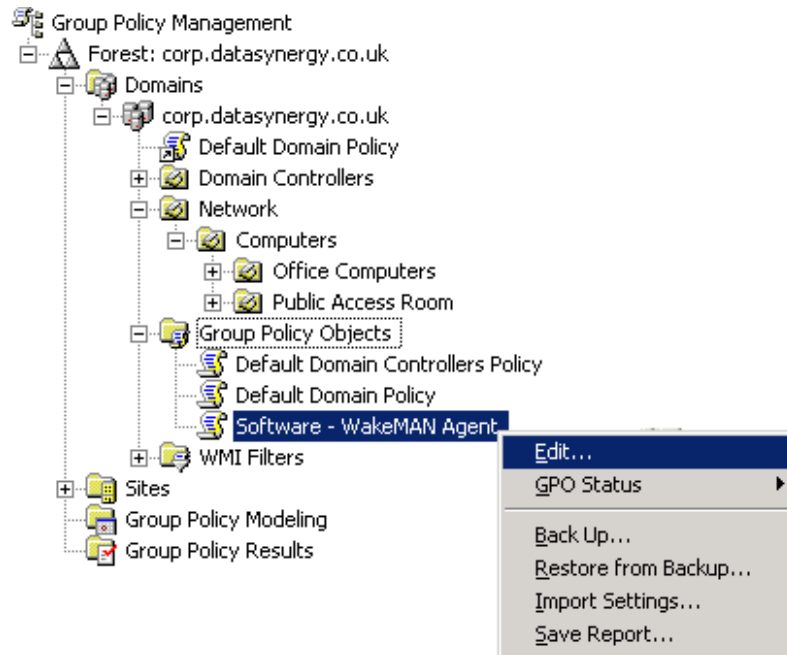 Group Policy Management
Forest: corp.datasynergy.co.uk
Domains
corp.datasynergy.co.uk
Default Domain Policy
Domain Controllers
Network
Computers
Office Computers
Public Access Room
Group Policy Objects
Default Domain Controllers Policy
Default Domain Policy
Software - WakeMAN Agent
WMI Filters
Sites
Group Policy Modeling
Group Policy Results
Edit...
GPO Status
Back Up...
Restore from Backup...
Import Settings...
Save Report...